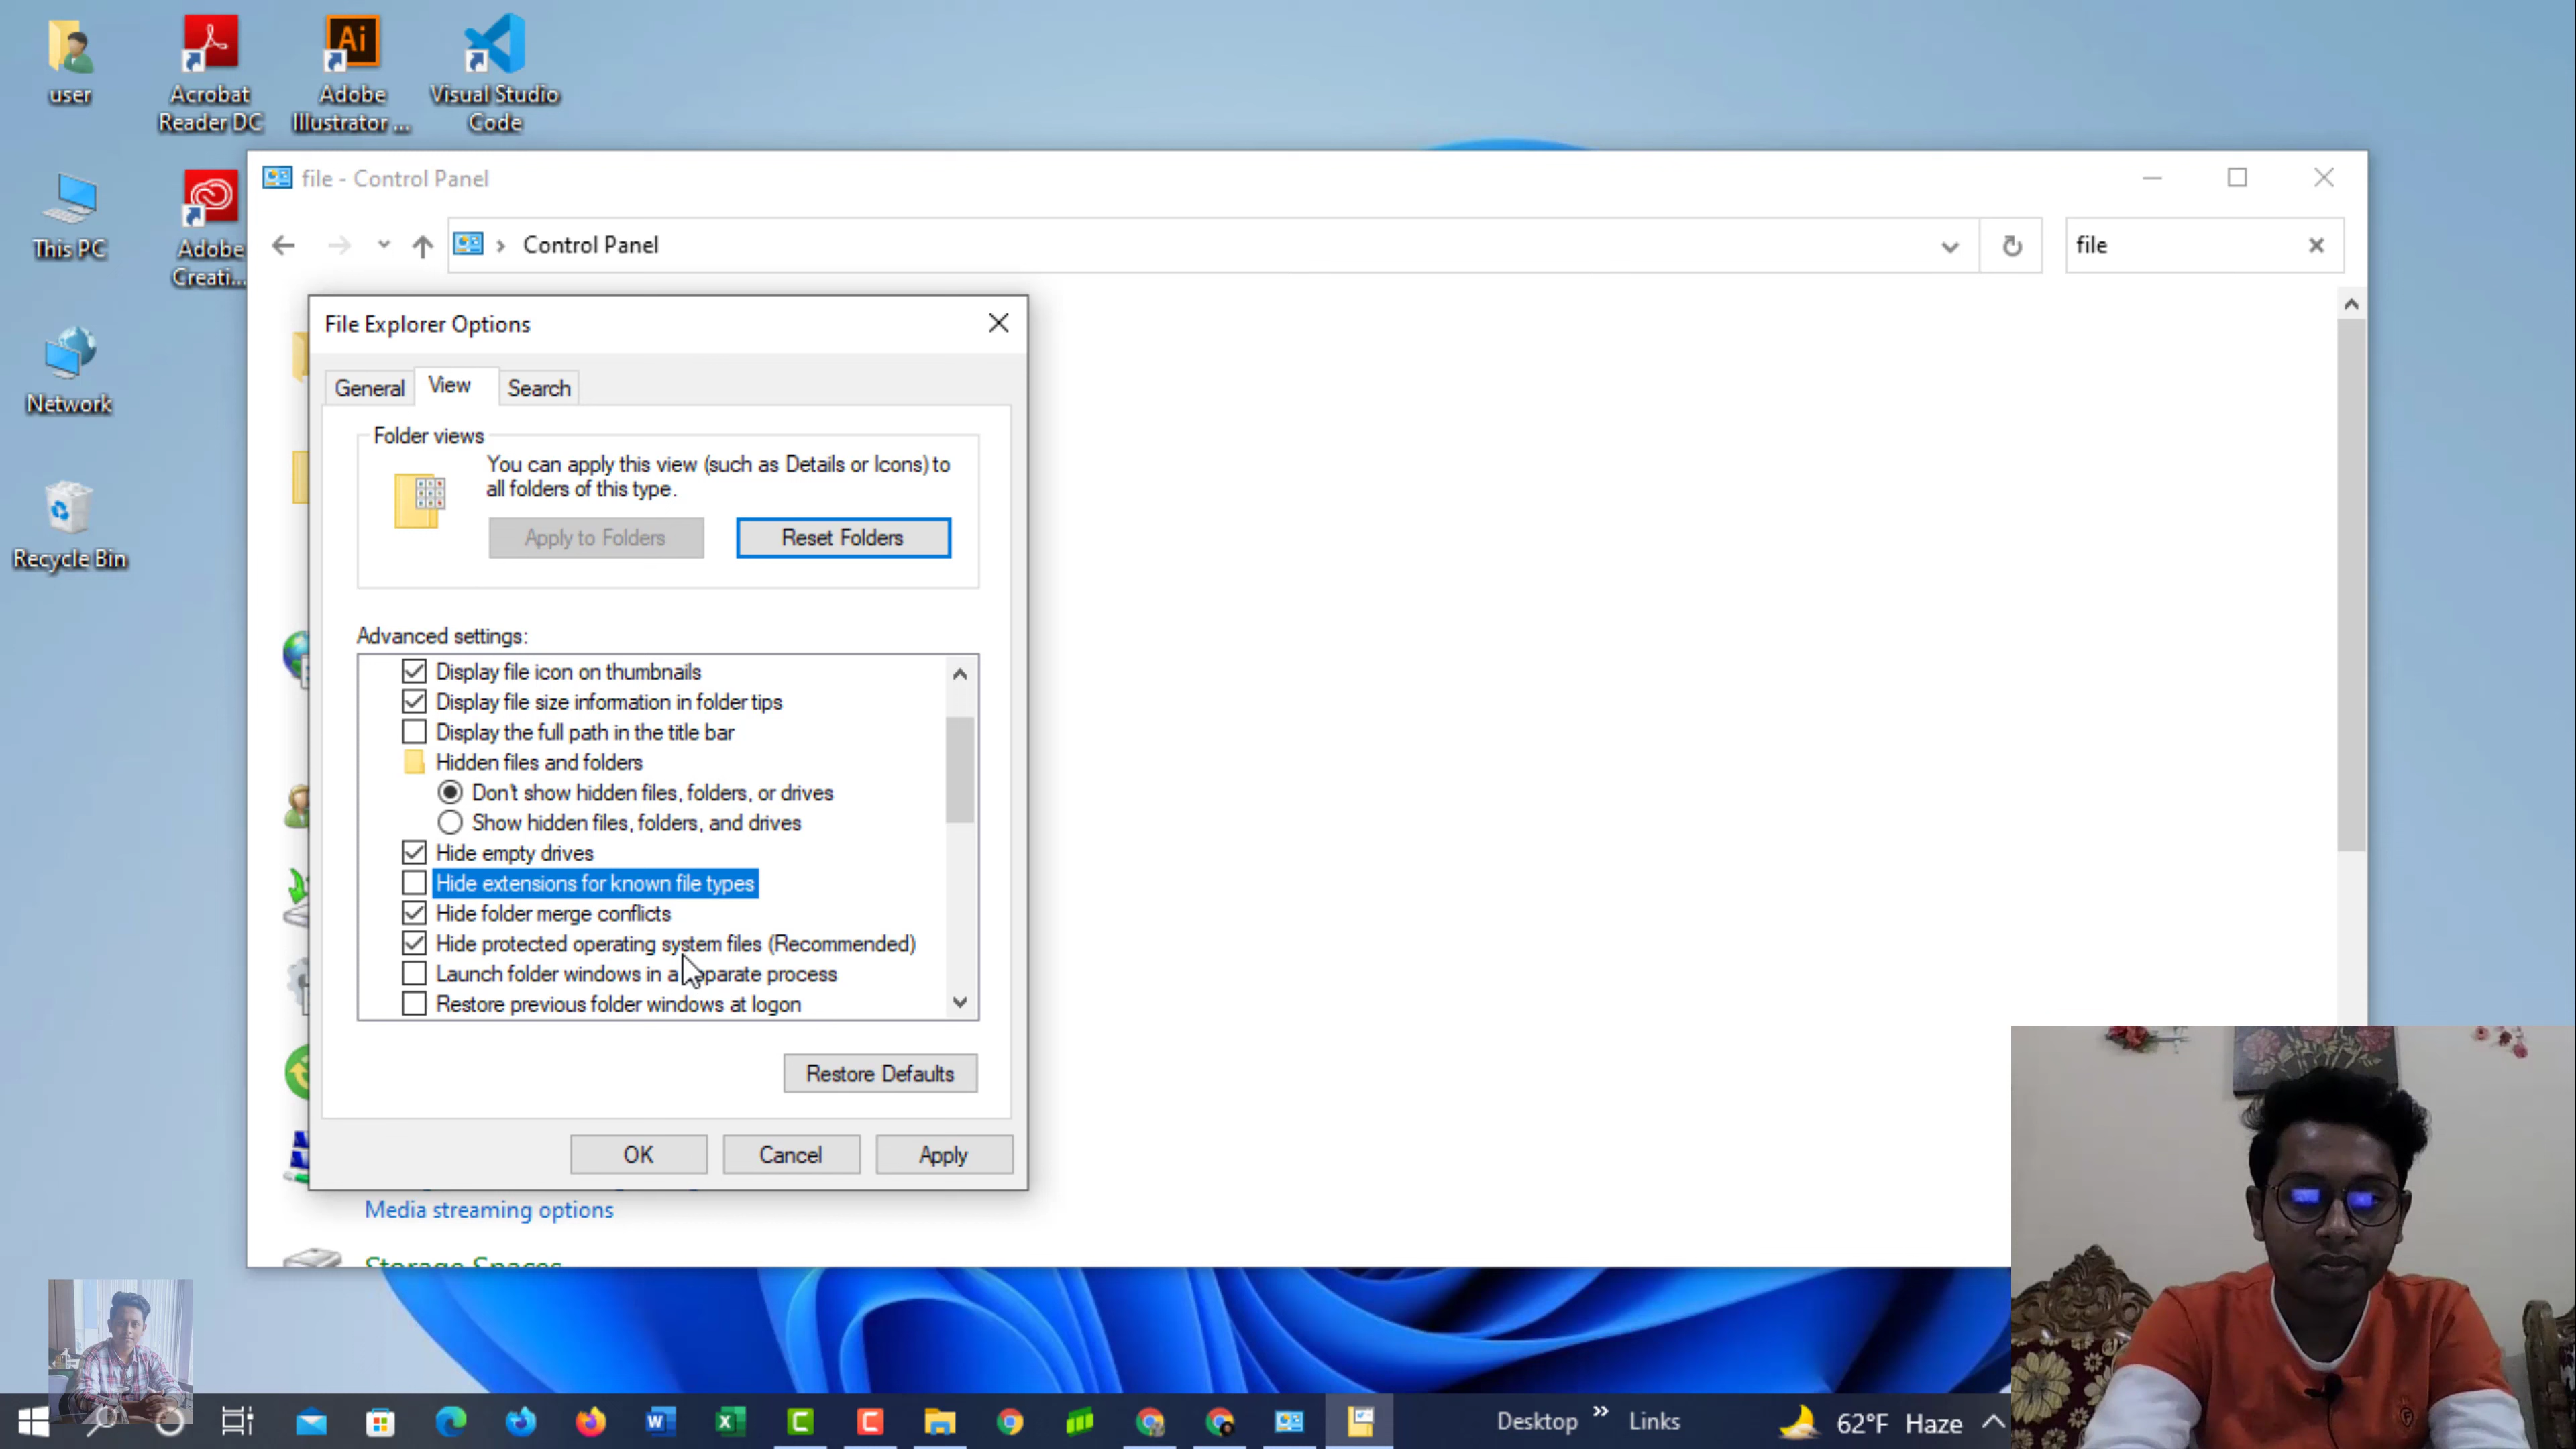 user
Acrobat
Reader DC
Adobe
Illustrator ...
Visual Studio
Code
This PC
Adobe
Creati...
Network
Recycle Bin
file - Control Panel
Control Panel
file
File Explorer Options
General
View
Search
Folder views
You can apply this view (such as Details or Icons) to
all folders of this type.
Apply to Folders
Reset Folders
Advanced settings:
Display file icon on thumbnails
Display file size information in folder tips
Display the full path in the title bar
Hidden files and folders
Don't show hidden files, folders, or drives
Show hidden files, folders, and drives
Hide empty drives
Hide extensions for known file types
Hide folder merge conflicts
Hide protected operating system files (Recommended)
Launch folder windows in a separate process
Restore previous folder windows at logon
Restore Defaults
OK
Cancel
Apply
Media streaming options
Storage Spaces
Desktop
Links
62°F Haze